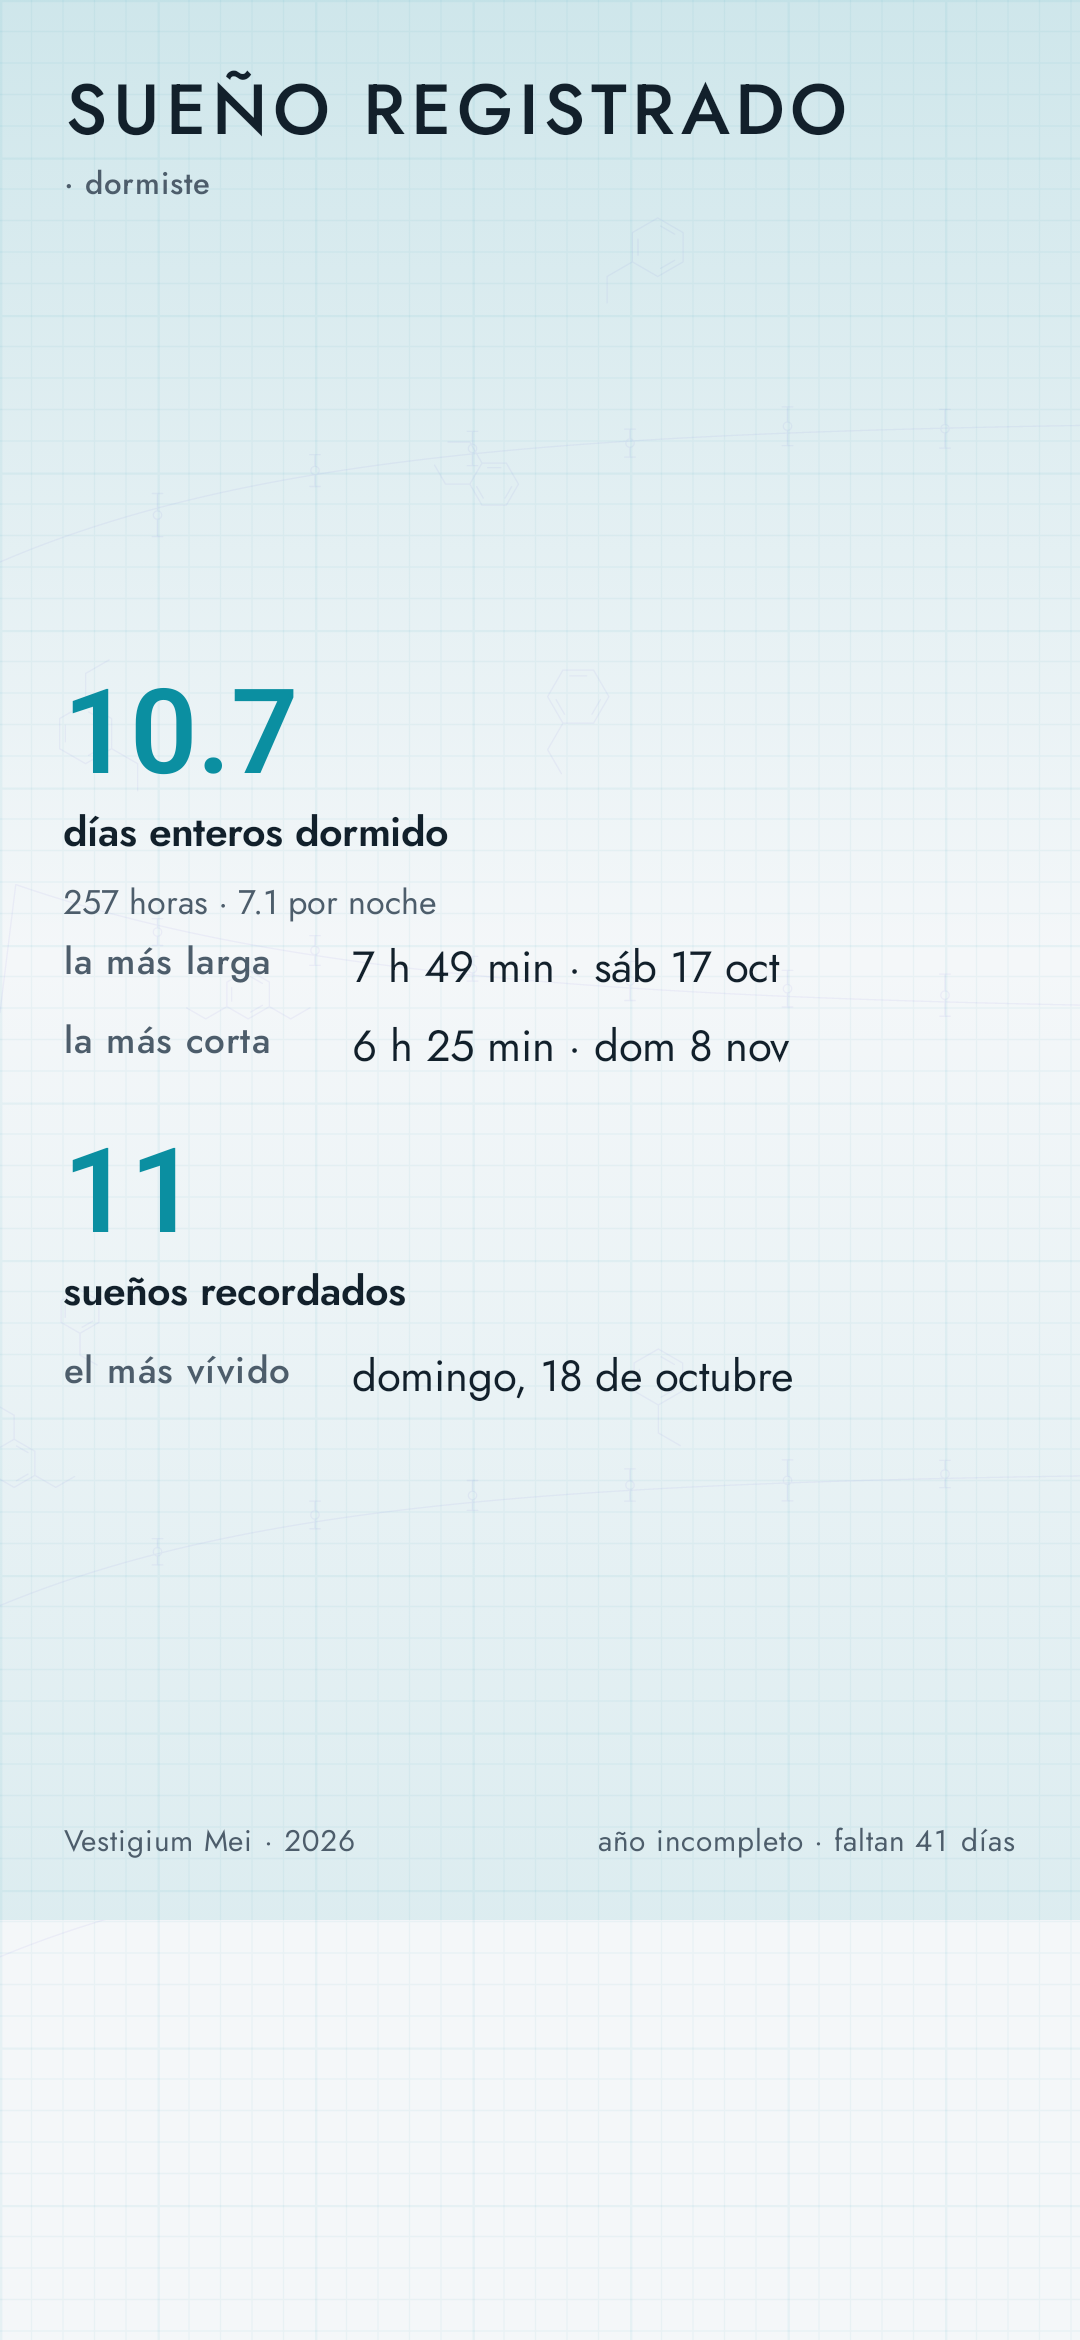 SUEÑO REGISTRADO
· dormiste
10.7
días enteros dormido
257 horas · 7.1 por noche
la más larga 7 h 49 min · sáb 17 oct
la más corta 6 h 25 min · dom 8 nov
11
sueños recordados
el más vívido domingo, 18 de octubre
Vestigium Mei · 2026 año incompleto · faltan 41 días